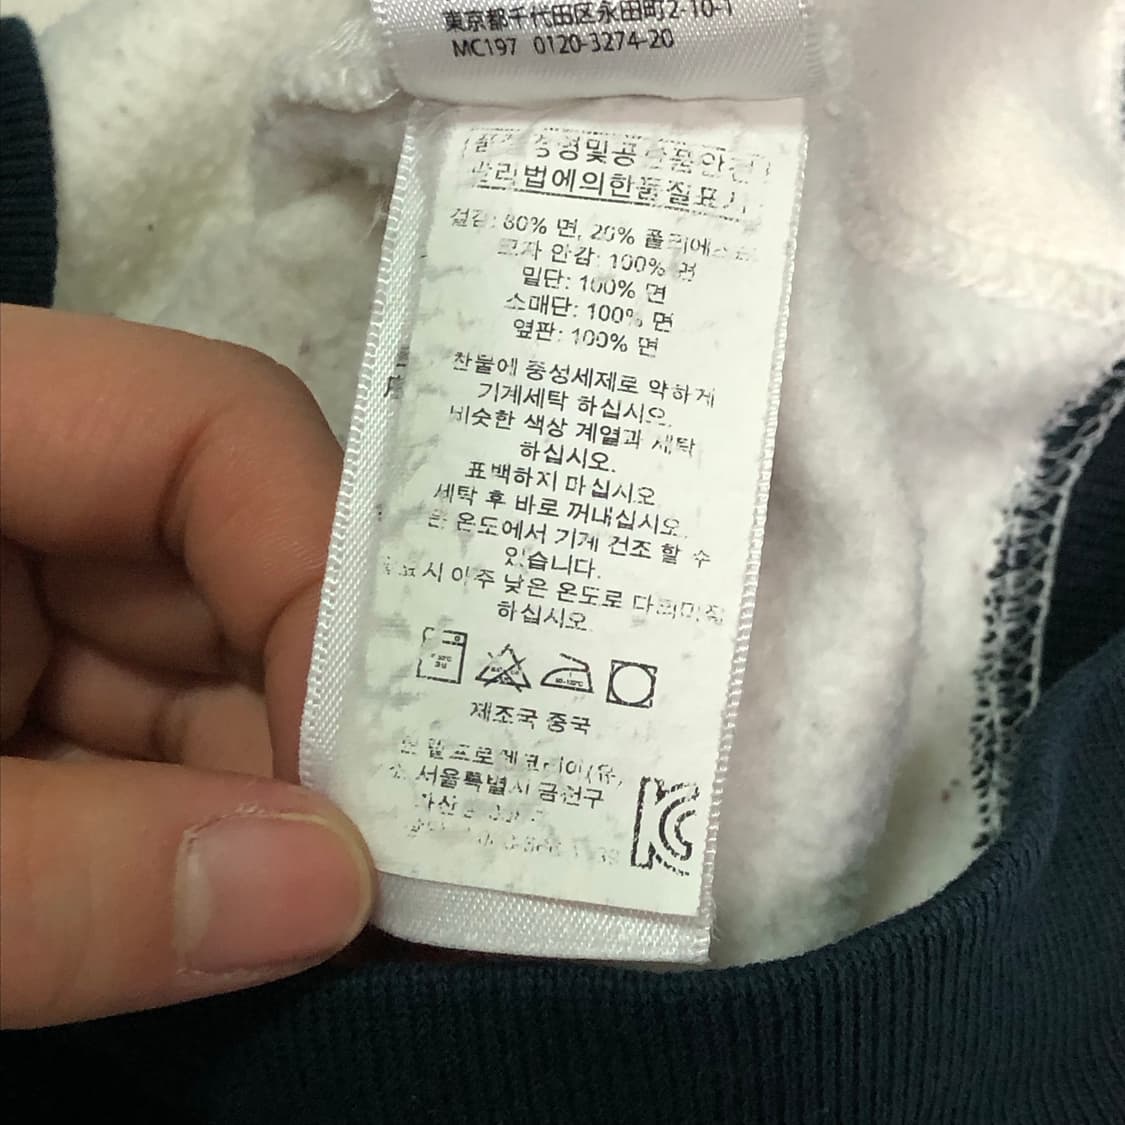 東京都千代田区永田町2-10-1
MC197 0120-3274-20
법에의한품질표시
겉감: 80% 면, 20% 폴리에스터
모자 안감: 100% 면
밑단: 100% 면
소매단: 100% 면
옆판: 100% 면
찬물에 중성세제로 약하게
기계세탁 하십시오.
비슷한 색상 계열과 세탁
하십시오.
표백하지 마십시오.
세탁 후 바로 꺼내십시오.
온도에서 기계 건조 할 수
있습니다.
아주 낮은 온도로 다리미질
하십시오.
제조국 중국
서울특별시 금천구